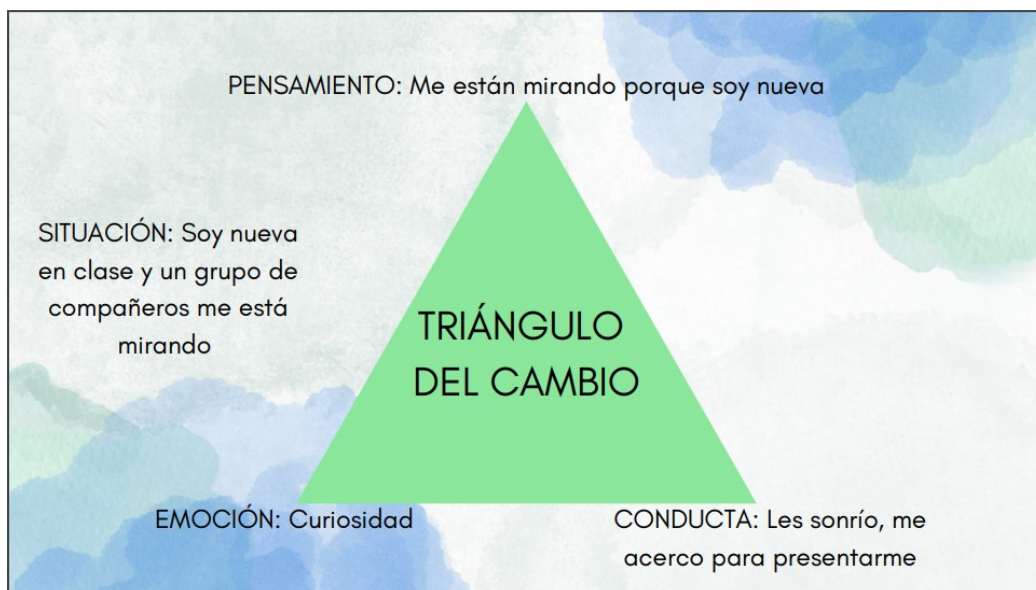 PENSAMIENTO: Me están mirando porque soy nueva
SITUACIÓN: Soy nueva
en clase y un grupo de
compañeros me está
mirando
TRIÁNGULO
DEL CAMBIO
EMOCIÓN: Curiosidad
CONDUCTA: Les sonrío, me
acerco para presentarme